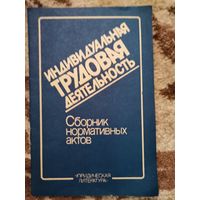 ИНДИВИДУАЛЬНАЯ
ТРУДОВАЯ
ДЕЯТЕЛЬНОСТЬ
Сборник
нормативных
актов
«ЮРИДИЧЕСКАЯ
ЛИТЕРАТУРА»